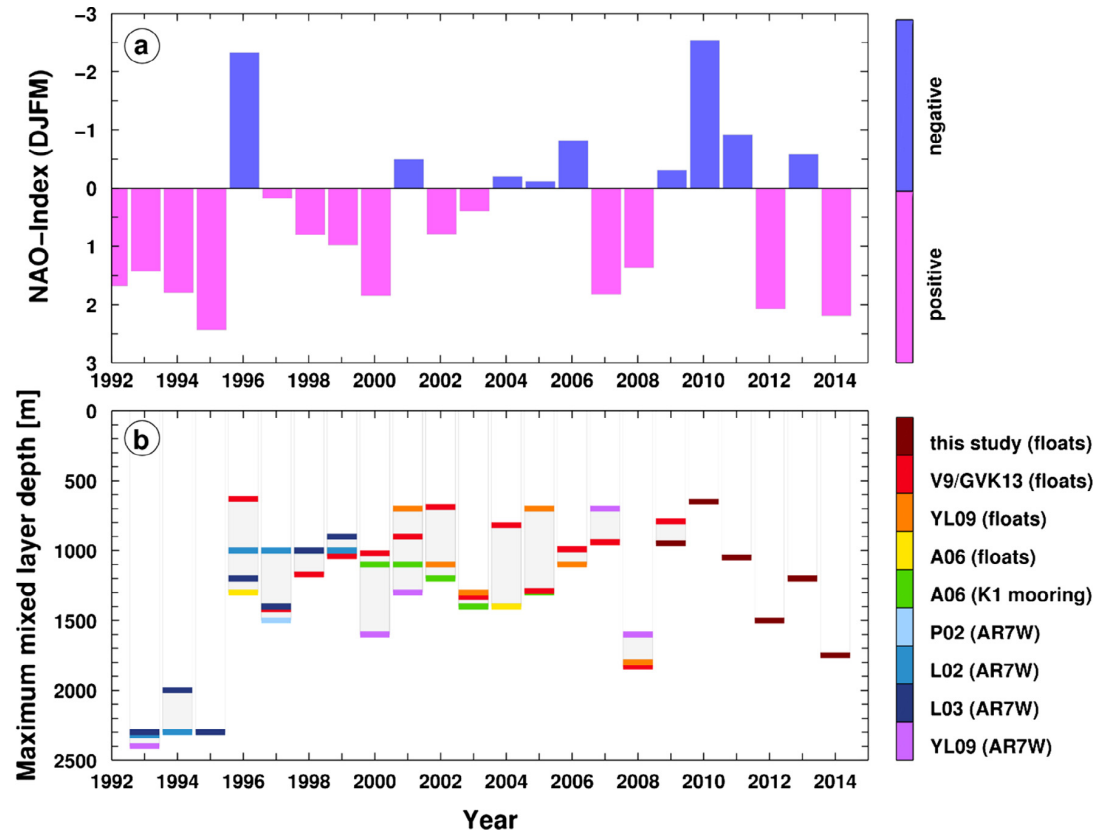 a
NAO-Index (DJFM)
-3
-2
-1
0
1
2
3
1992 1994 1996 1998 2000 2002 2004 2006 2008 2010 2012 2014
negative
positive
b
Maximum mixed layer depth [m]
0
500
1000
1500
2000
2500
1992 1994 1996 1998 2000 2002 2004 2006 2008 2010 2012 2014
Year
this study (floats)
V9/GVK13 (floats)
YL09 (floats)
A06 (floats)
A06 (K1 mooring)
P02 (AR7W)
L02 (AR7W)
L03 (AR7W)
YL09 (AR7W)